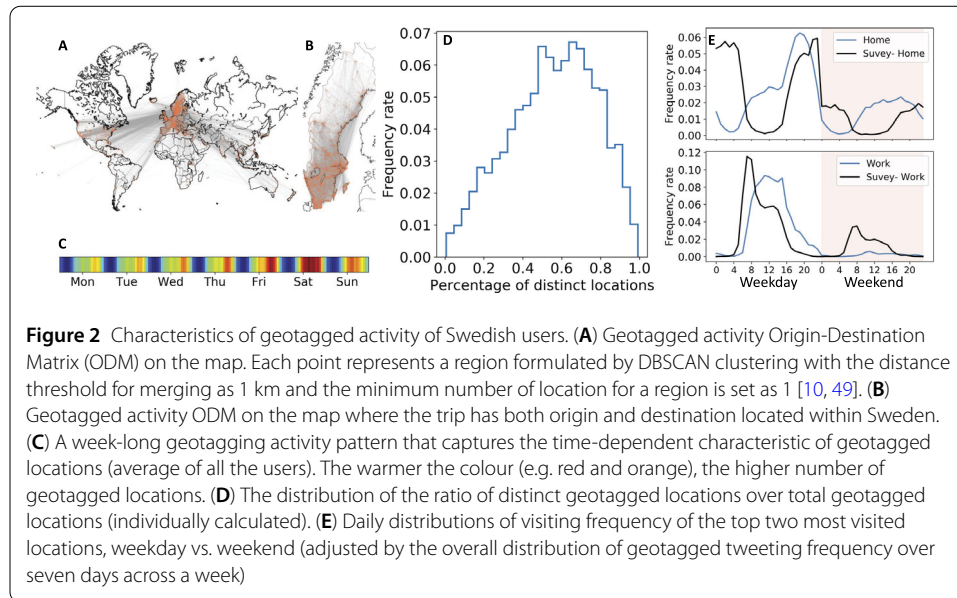 A
B
C
Mon Tue Wed Thu Fri Sat Sun
D
0.07
0.06
0.05
0.04
0.03
0.02
0.01
0.00
Frequency rate
0.0 0.2 0.4 0.6 0.8 1.0
Percentage of distinct locations
E
0.06
0.05
0.04
0.03
0.02
0.01
0.00
Frequency rate
Home
Suvey- Home
0.12
0.10
0.08
0.06
0.04
0.02
0.00
Frequency rate
Work
Suvey- Work
0 4 8 12 16 20 0 4 8 12 16 20
Weekday Weekend
Figure 2 Characteristics of geotagged activity of Swedish users. (A) Geotagged activity Origin-Destination
Matrix (ODM) on the map. Each point represents a region formulated by DBSCAN clustering with the distance
threshold for merging as 1 km and the minimum number of location for a region is set as 1 [10, 49]. (B)
Geotagged activity ODM on the map where the trip has both origin and destination located within Sweden.
(C) A week-long geotagging activity pattern that captures the time-dependent characteristic of geotagged
locations (average of all the users). The warmer the colour (e.g. red and orange), the higher number of
geotagged locations. (D) The distribution of the ratio of distinct geotagged locations over total geotagged
locations (individually calculated). (E) Daily distributions of visiting frequency of the top two most visited
locations, weekday vs. weekend (adjusted by the overall distribution of geotagged tweeting frequency over
seven days across a week)